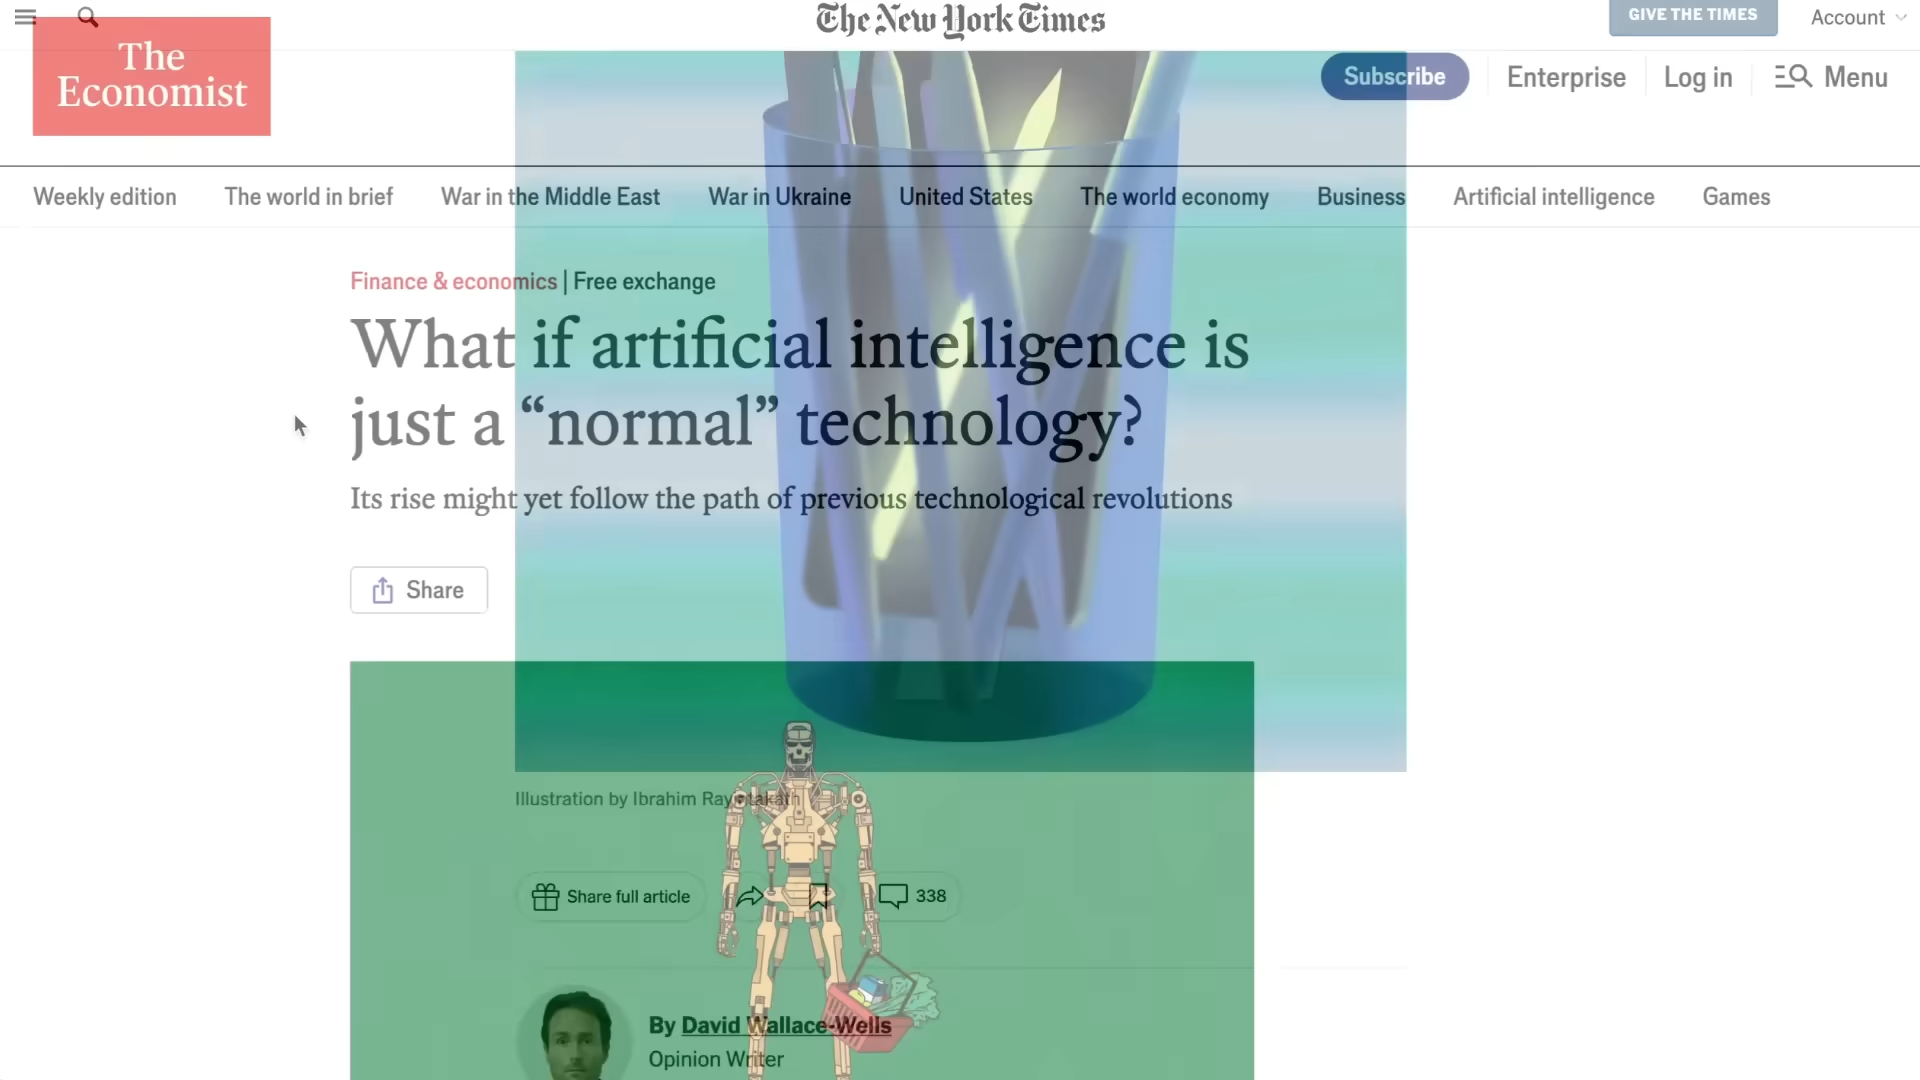 The New York Times
GIVE THE TIMES
Account
The
Economist
Subscribe
Enterprise
Log in
Menu
Weekly edition
The world in brief
War in the Middle East
War in Ukraine
United States
The world economy
Business
Artificial intelligence
Games
Finance & economics | Free exchange
What if artificial intelligence is
just a “normal” technology?
Its rise might yet follow the path of previous technological revolutions
Share
Illustration by Ibrahim Rayintakath
Share full article
338
By David Wallace-Wells
Opinion Writer